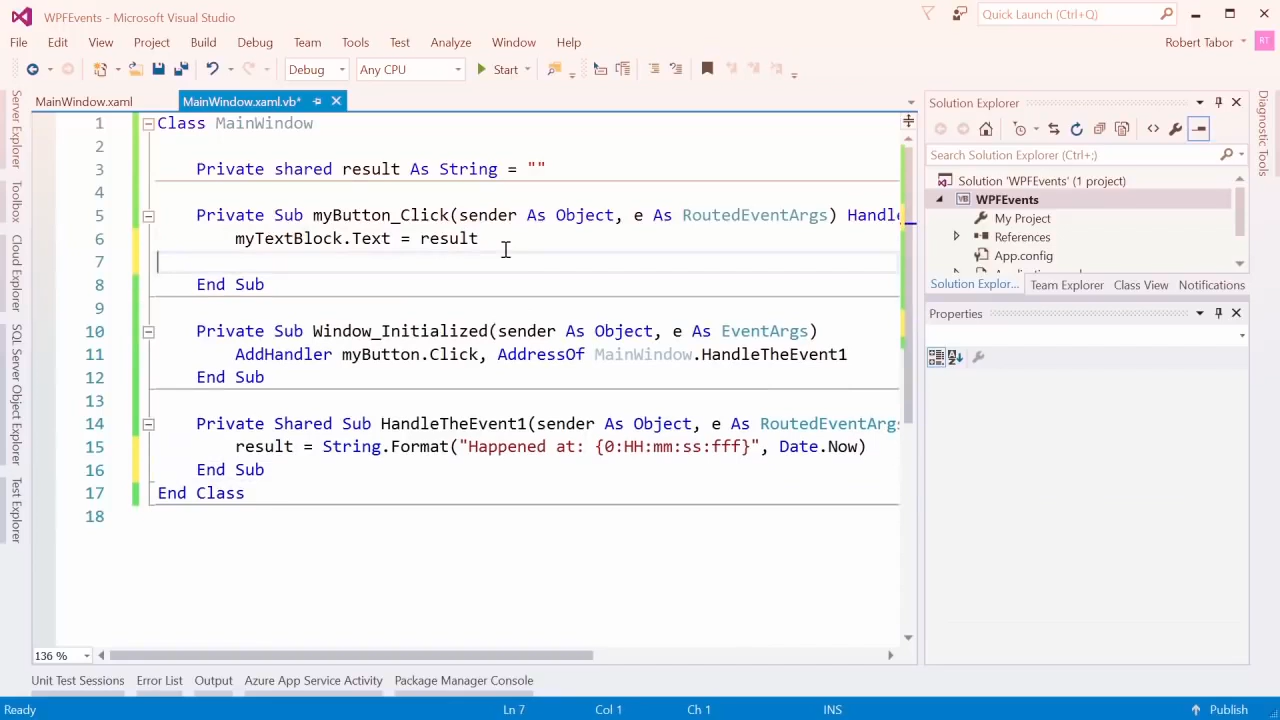 WPFEvents - Microsoft Visual Studio
Quick Launch (Ctrl+Q)
File Edit View Project Build Debug Team Tools Test Analyze Window Help
Robert Tabor RT
Debug Any CPU Start
MainWindow.xaml MainWindow.xaml.vb*
Server Explorer
Toolbox
Cloud Explorer
SQL Server Object Explorer
Test Explorer
1 Class MainWindow
2
3 Private shared result As String = ""
4
5 Private Sub myButton_Click(sender As Object, e As RoutedEventArgs) Handle
6 myTextBlock.Text = result
7
8 End Sub
9
10 Private Sub Window_Initialized(sender As Object, e As EventArgs)
11 AddHandler myButton.Click, AddressOf MainWindow.HandleTheEvent1
12 End Sub
13
14 Private Shared Sub HandleTheEvent1(sender As Object, e As RoutedEventArgs
15 result = String.Format("Happened at: {0:HH:mm:ss:fff}", Date.Now)
16 End Sub
17 End Class
18
136 %
Solution Explorer
Search Solution Explorer (Ctrl+;)
Solution 'WPFEvents' (1 project)
WPFEvents
My Project
References
App.config
Solution Explor... Team Explorer Class View Notifications
Properties
Diagnostic Tools
Unit Test Sessions Error List Output Azure App Service Activity Package Manager Console
Ready Ln 7 Col 1 Ch 1 INS Publish